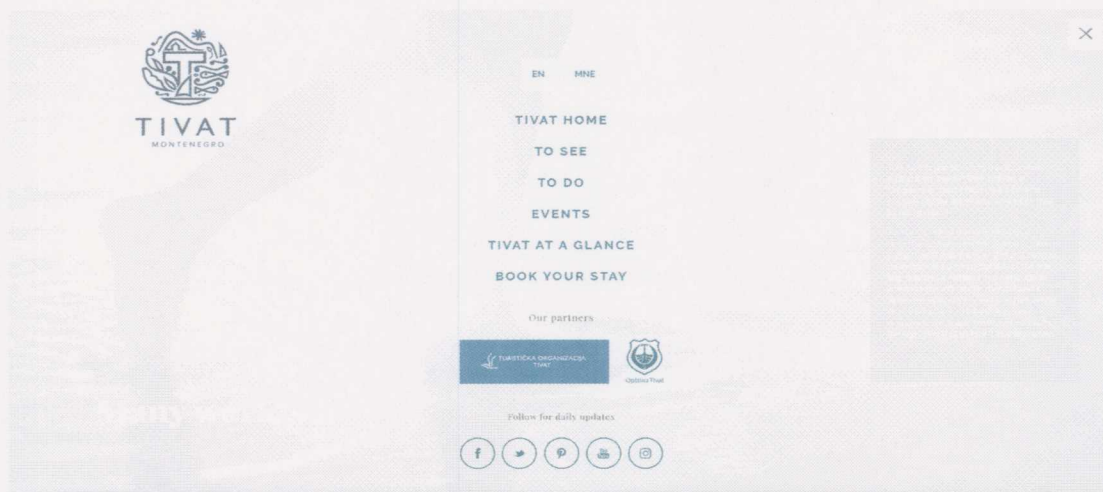 TIVAT
MONTENEGRO
EN MNE
TIVAT HOME
TO SEE
TO DO
EVENTS
TIVAT AT A GLANCE
BOOK YOUR STAY
Our partners
TURISTIČKA ORGANIZACIJA
TIVAT
Opština Tivat
Follow for daily updates